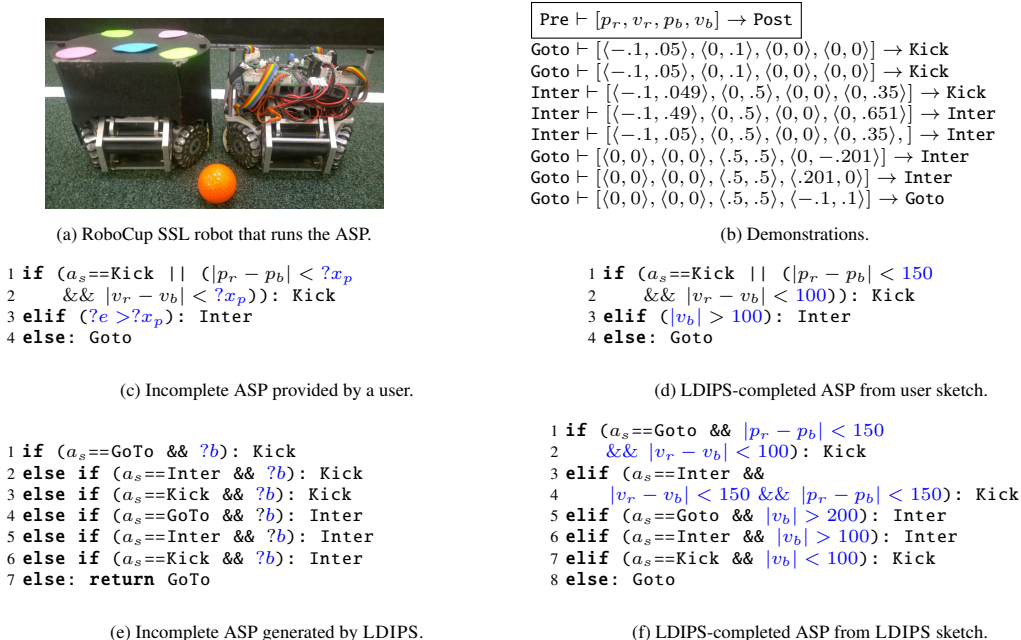 Pre ⊢ [p_r, v_r, p_b, v_b] → Post
Goto ⊢ [⟨−.1, .05⟩, ⟨0, .1⟩, ⟨0, 0⟩, ⟨0, 0⟩] → Kick
Goto ⊢ [⟨−.1, .05⟩, ⟨0, .1⟩, ⟨0, 0⟩, ⟨0, 0⟩] → Kick
Inter ⊢ [⟨−.1, .049⟩, ⟨0, .5⟩, ⟨0, 0⟩, ⟨0, .35⟩] → Kick
Inter ⊢ [⟨−.1, .49⟩, ⟨0, .5⟩, ⟨0, 0⟩, ⟨0, .651⟩] → Inter
Inter ⊢ [⟨−.1, .05⟩, ⟨0, .5⟩, ⟨0, 0⟩, ⟨0, .35⟩, ] → Inter
Goto ⊢ [⟨0, 0⟩, ⟨0, 0⟩, ⟨.5, .5⟩, ⟨0, −.201⟩] → Inter
Goto ⊢ [⟨0, 0⟩, ⟨0, 0⟩, ⟨.5, .5⟩, ⟨.201, 0⟩] → Inter
Goto ⊢ [⟨0, 0⟩, ⟨0, 0⟩, ⟨.5, .5⟩, ⟨−.1, .1⟩] → Goto
(a) RoboCup SSL robot that runs the ASP.
(b) Demonstrations.
1 if (a_s==Kick || (|p_r − p_b| < ?x_p
2 && |v_r − v_b| < ?x_p)): Kick
3 elif (?e >?x_p): Inter
4 else: Goto
(c) Incomplete ASP provided by a user.
1 if (a_s==Kick || (|p_r − p_b| < 150
2 && |v_r − v_b| < 100)): Kick
3 elif (|v_b| > 100): Inter
4 else: Goto
(d) LDIPS-completed ASP from user sketch.
1 if (a_s==GoTo && ?b): Kick
2 else if (a_s==Inter && ?b): Kick
3 else if (a_s==Kick && ?b): Kick
4 else if (a_s==GoTo && ?b): Inter
5 else if (a_s==Inter && ?b): Inter
6 else if (a_s==Kick && ?b): Inter
7 else: return GoTo
(e) Incomplete ASP generated by LDIPS.
1 if (a_s==Goto && |p_r − p_b| < 150
2 && |v_r − v_b| < 100): Kick
3 elif (a_s==Inter &&
4 |v_r − v_b| < 150 && |p_r − p_b| < 150): Kick
5 elif (a_s==Goto && |v_b| > 200): Inter
6 elif (a_s==Inter && |v_b| > 100): Inter
7 elif (a_s==Kick && |v_b| < 100): Kick
8 else: Goto
(f) LDIPS-completed ASP from LDIPS sketch.